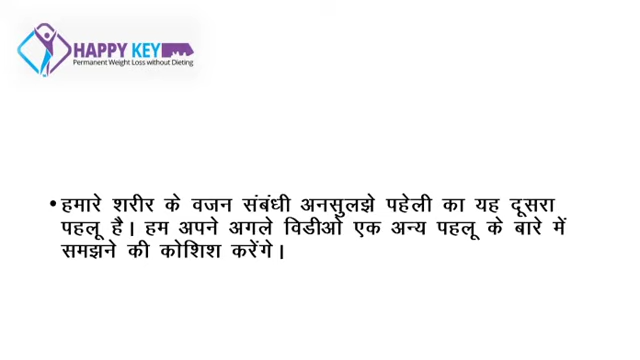 HAPPY KEY
Permanent Weight Loss without Dieting
• हमारे शरीर के वजन संबंधी अनसुलझे पहेली का यह दूसरा
पहलू है। हम अपने अगले विडीओ एक अन्य पहलू के बारे में
समझने की कोशिश करेंगे।